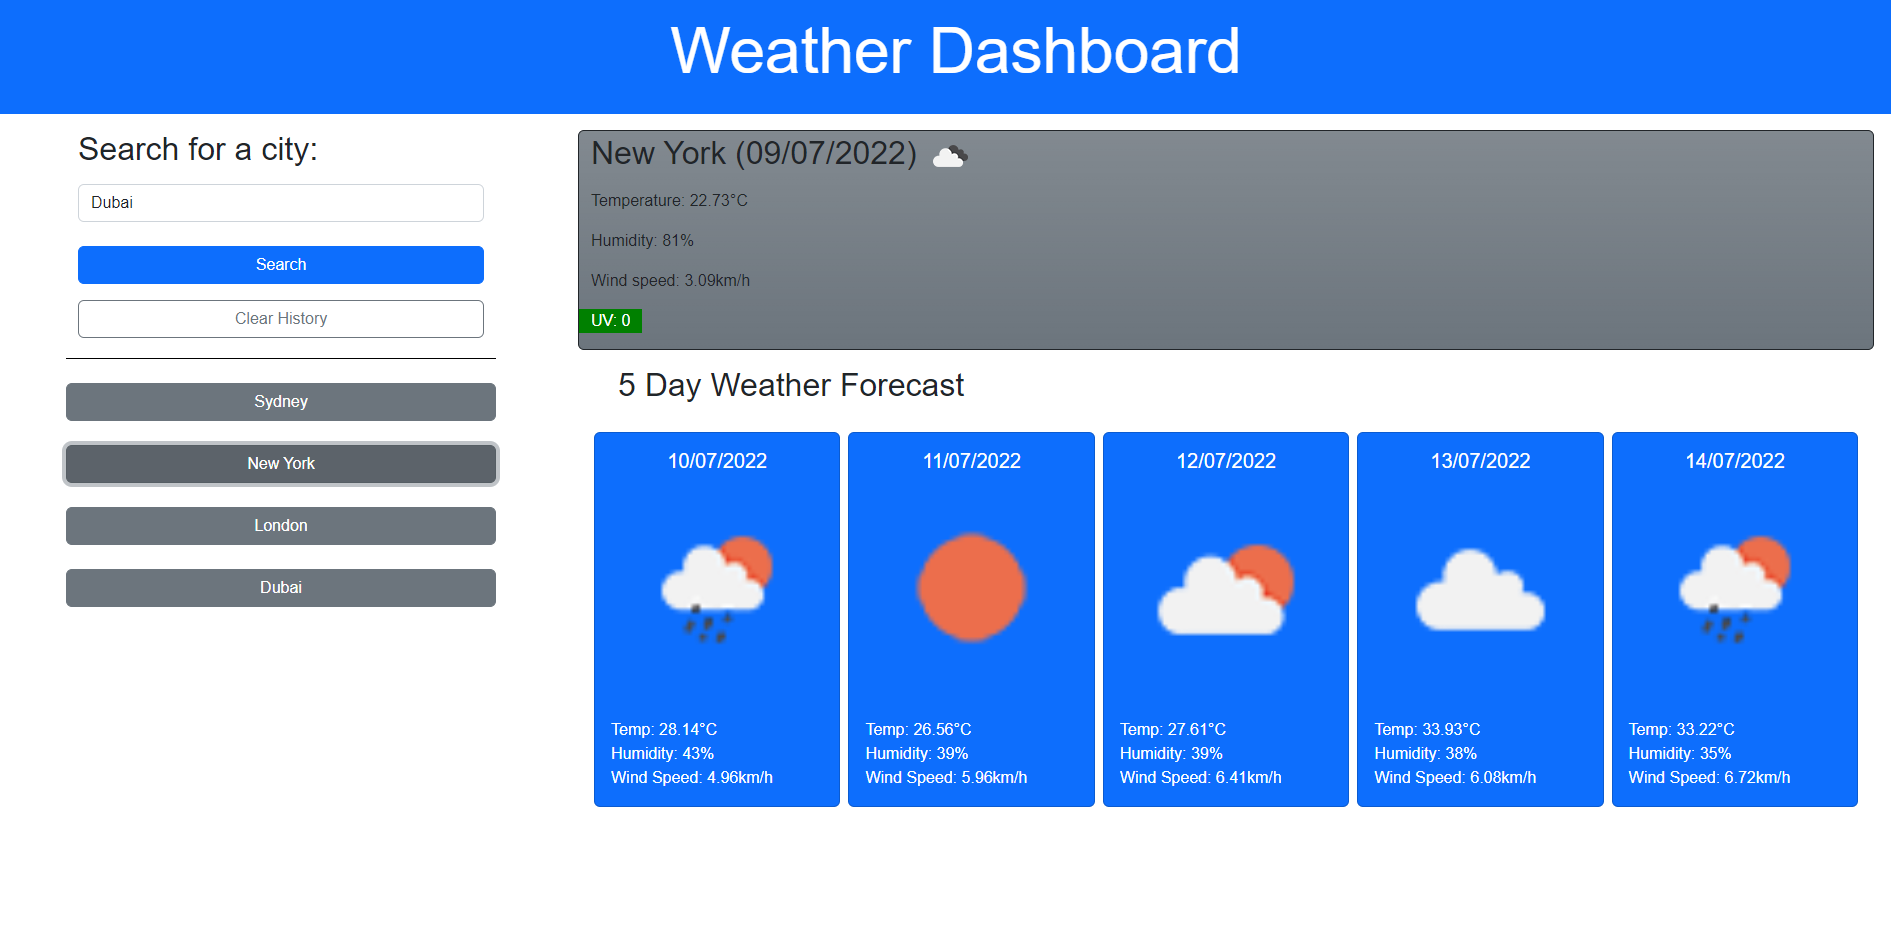 Weather Dashboard
Search for a city:
Dubai
Search
Clear History
Sydney
New York
London
Dubai
New York (09/07/2022)
Temperature: 22.73°C
Humidity: 81%
Wind speed: 3.09km/h
UV: 0
5 Day Weather Forecast
10/07/2022
Temp: 28.14°C
Humidity: 43%
Wind Speed: 4.96km/h
11/07/2022
Temp: 26.56°C
Humidity: 39%
Wind Speed: 5.96km/h
12/07/2022
Temp: 27.61°C
Humidity: 39%
Wind Speed: 6.41km/h
13/07/2022
Temp: 33.93°C
Humidity: 38%
Wind Speed: 6.08km/h
14/07/2022
Temp: 33.22°C
Humidity: 35%
Wind Speed: 6.72km/h